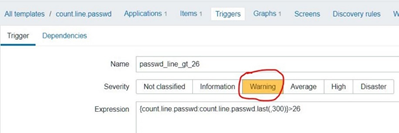 All templates / count.line.passwd Applications 1 Items 1 Triggers Graphs 1 Screens Discovery rules
Trigger Dependencies
Name passwd_line_gt_26
Severity Not classified Information Warning Average High Disaster
Expression {count.line.passwd:count.line.passwd.last(,300)}>26